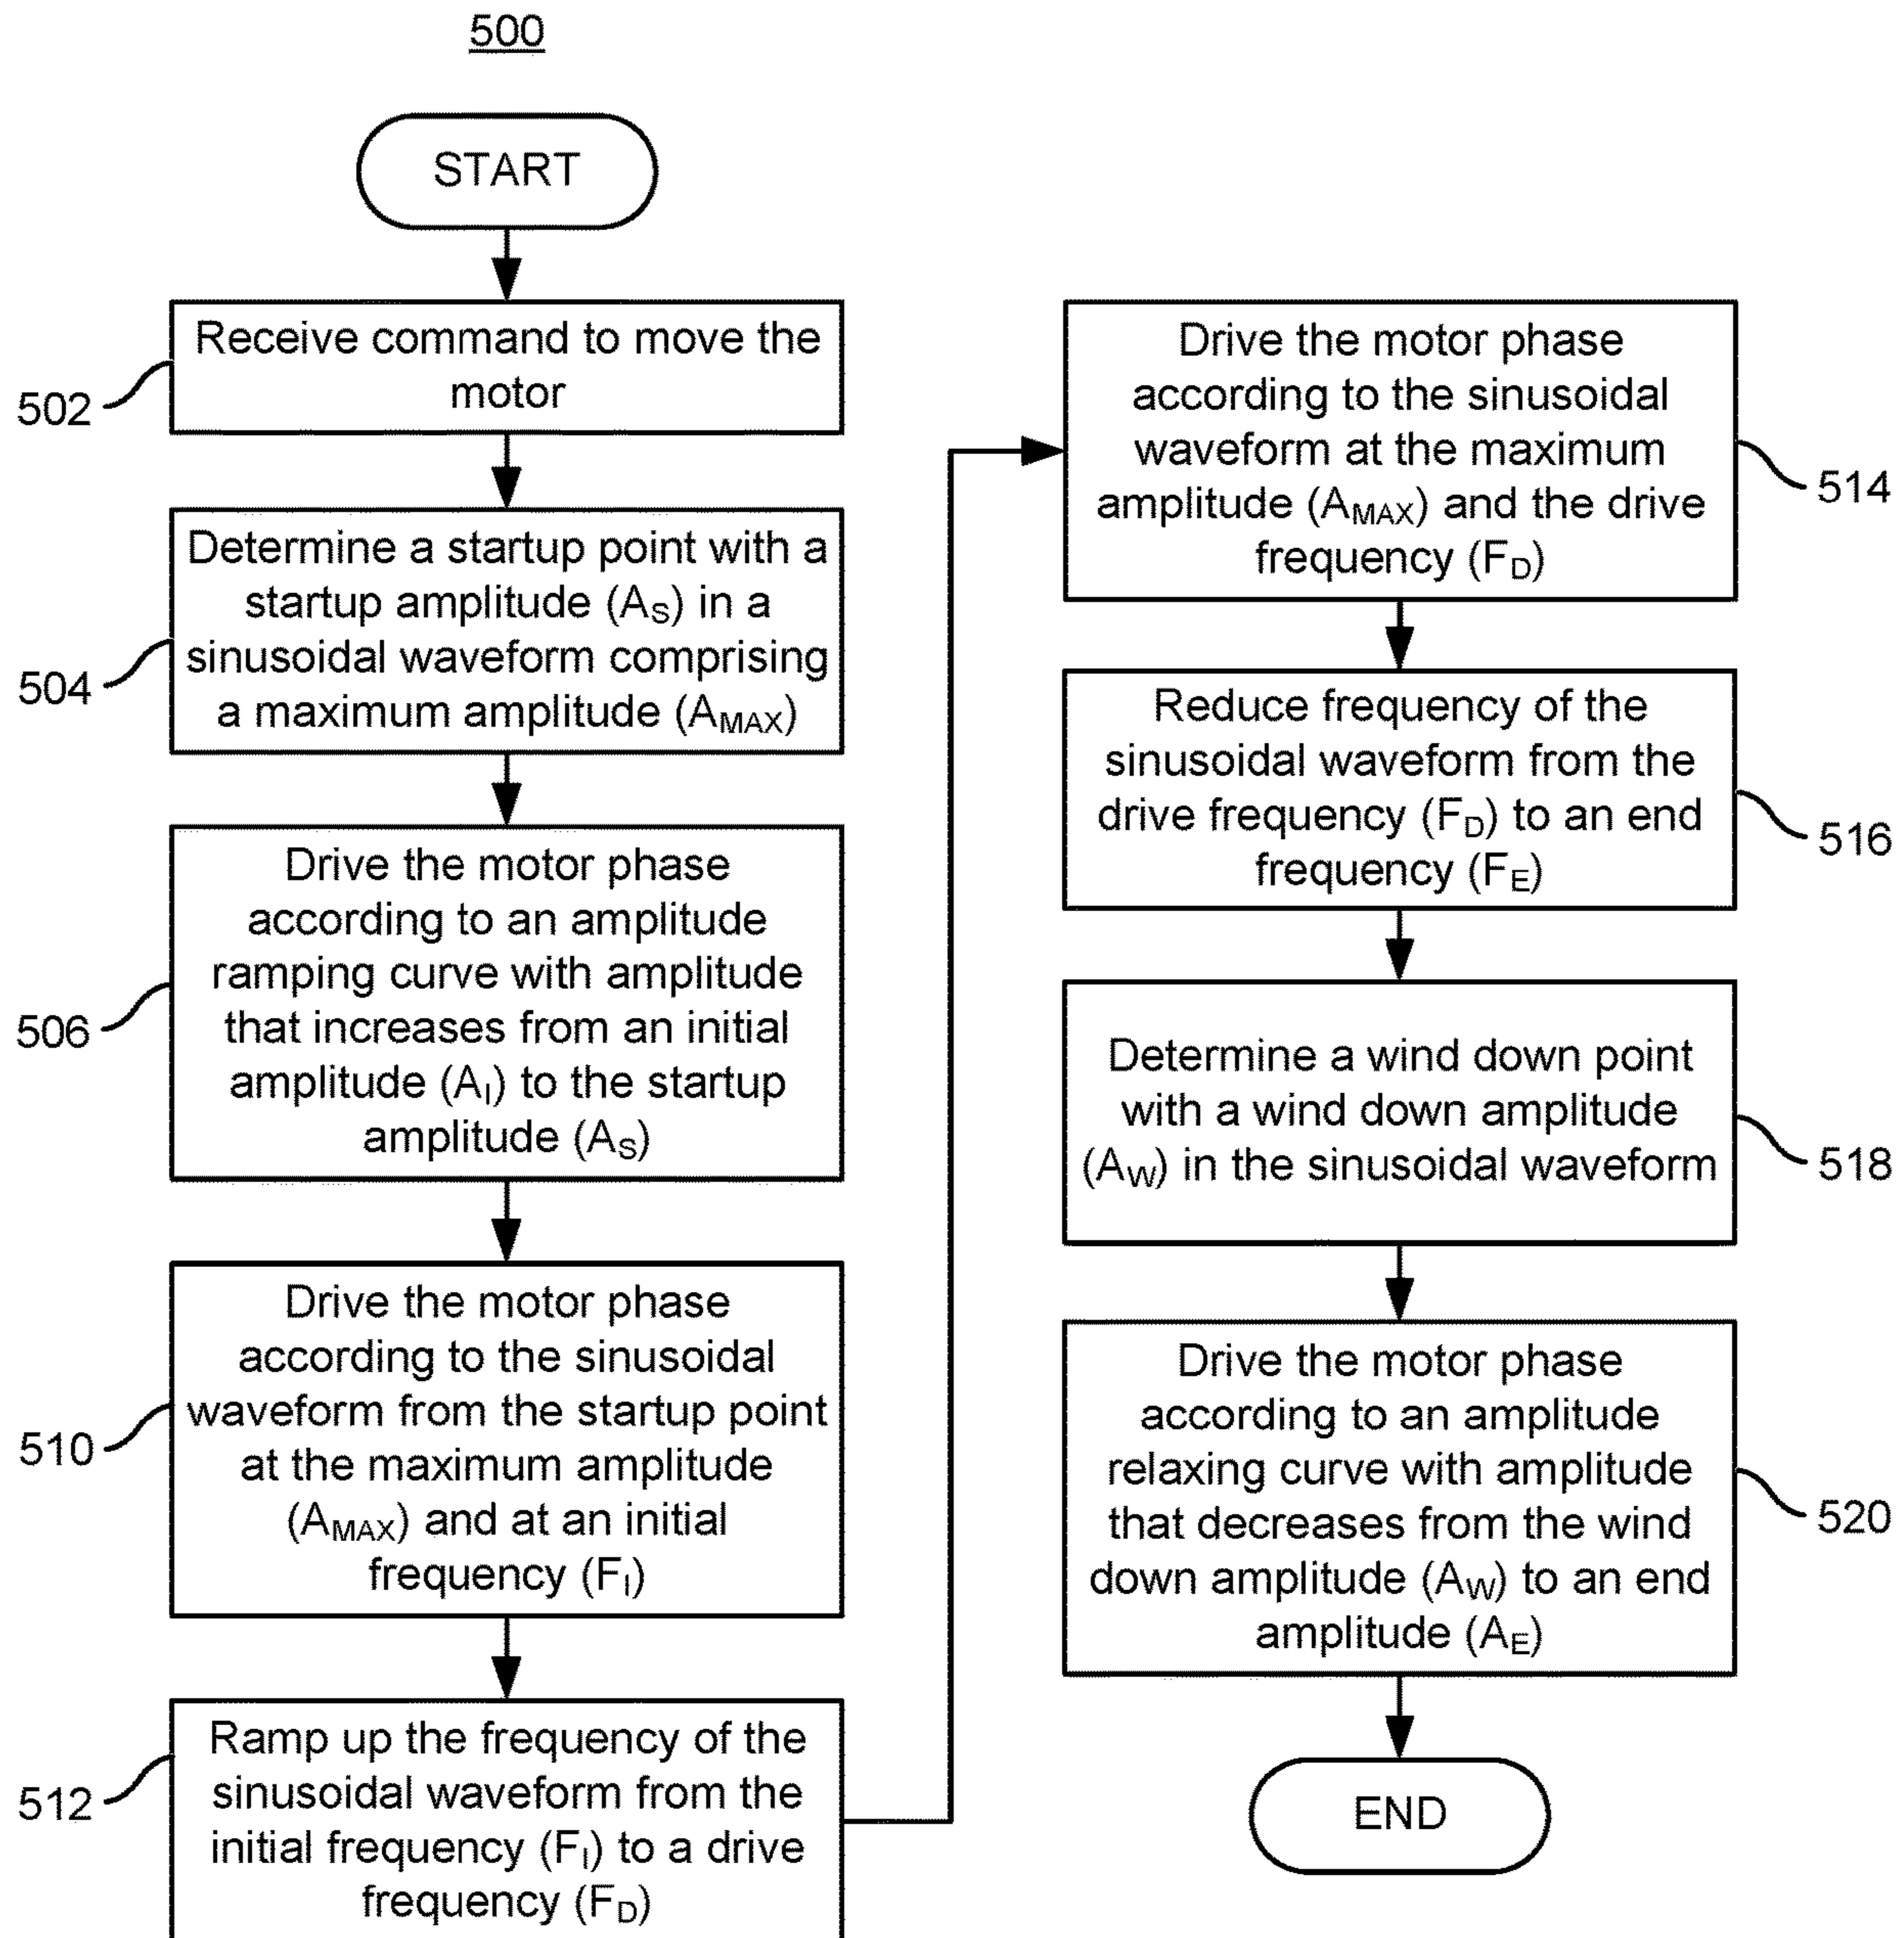 500
START
Receive command to move the
motor
502
Determine a startup point with a
startup amplitude (AS) in a
sinusoidal waveform comprising
a maximum amplitude (AMAX)
504
Drive the motor phase
according to an amplitude
ramping curve with amplitude
that increases from an initial
amplitude (AI) to the startup
amplitude (AS)
506
Drive the motor phase
according to the sinusoidal
waveform from the startup point
at the maximum amplitude
(AMAX) and at an initial
frequency (FI)
510
Ramp up the frequency of the
sinusoidal waveform from the
initial frequency (FI) to a drive
frequency (FD)
512
Drive the motor phase
according to the sinusoidal
waveform at the maximum
amplitude (AMAX) and the drive
frequency (FD)
514
Reduce frequency of the
sinusoidal waveform from the
drive frequency (FD) to an end
frequency (FE)
516
Determine a wind down point
with a wind down amplitude
(AW) in the sinusoidal waveform
518
Drive the motor phase
according to an amplitude
relaxing curve with amplitude
that decreases from the wind
down amplitude (AW) to an end
amplitude (AE)
520
END